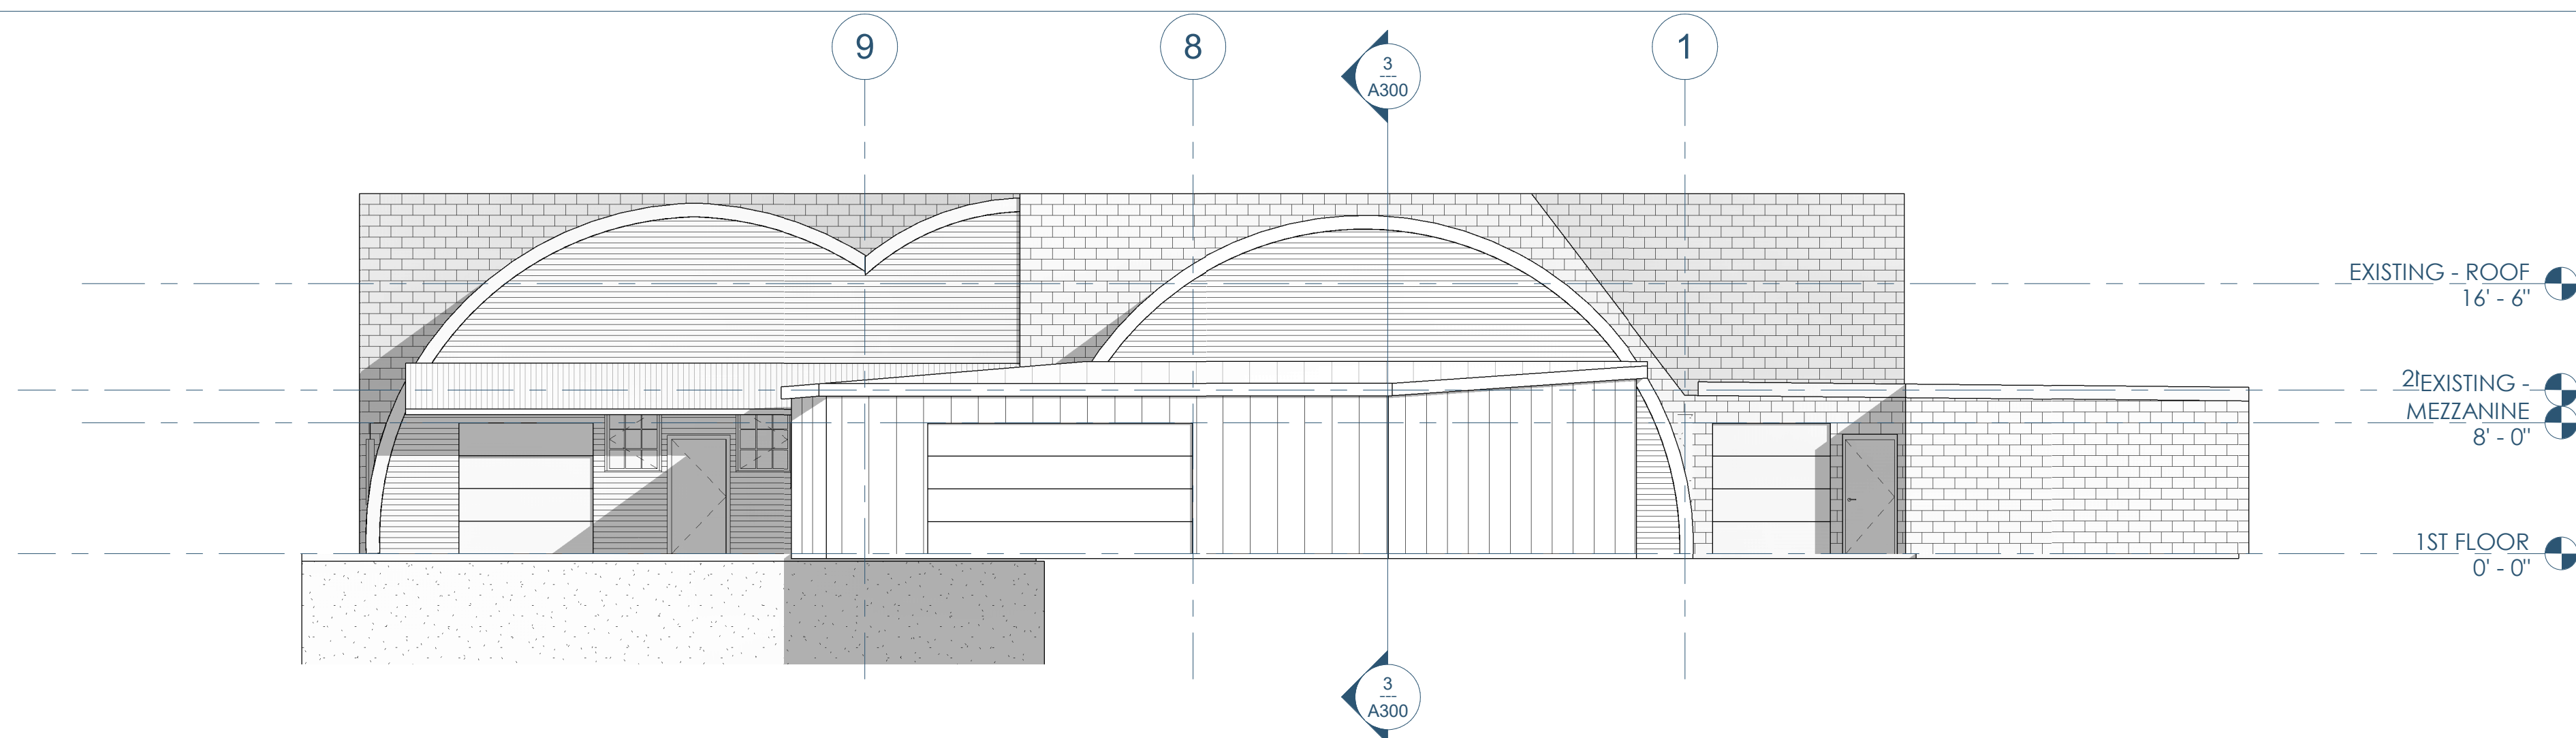 9
8
1
3
---
A300
EXISTING - ROOF
16' - 6"
EXISTING -
MEZZANINE
8' - 0"
1ST FLOOR
0' - 0"
3
---
A300